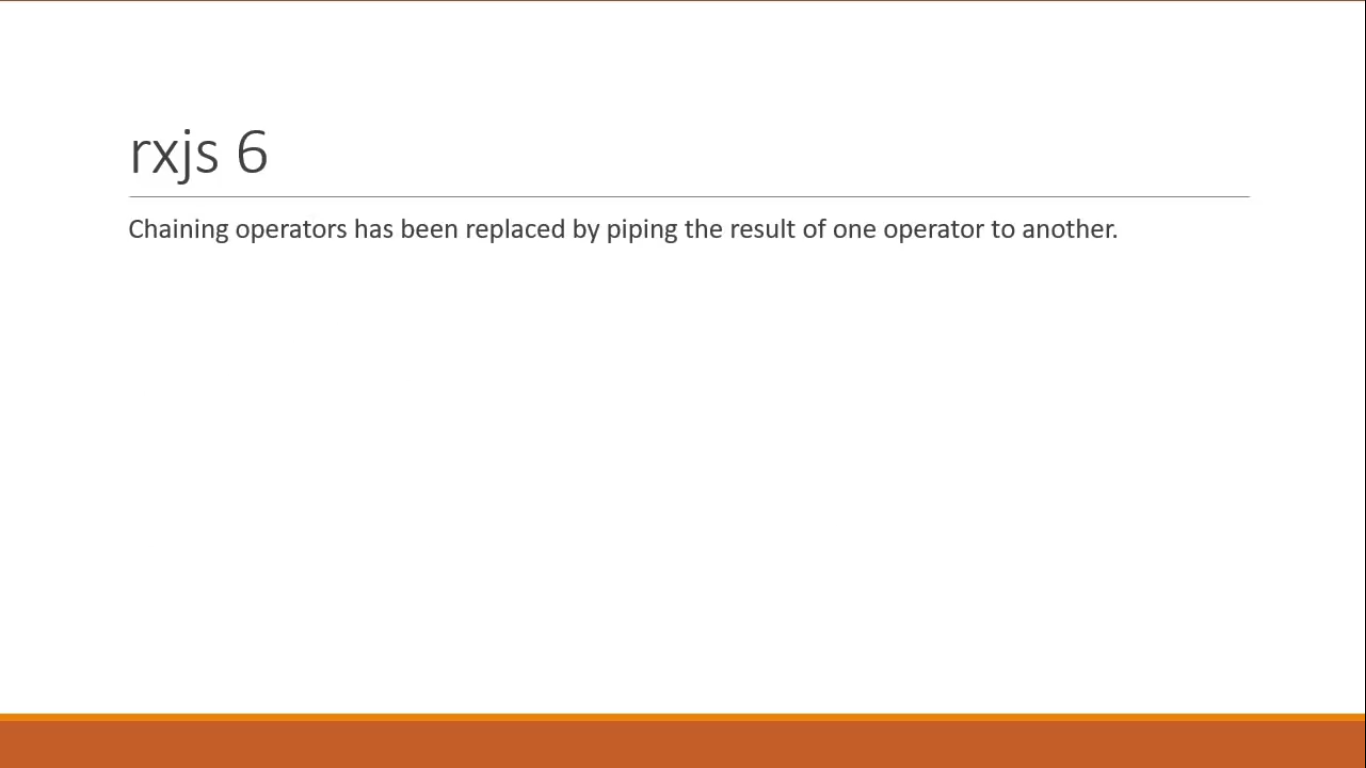 rxjs 6
Chaining operators has been replaced by piping the result of one operator to another.